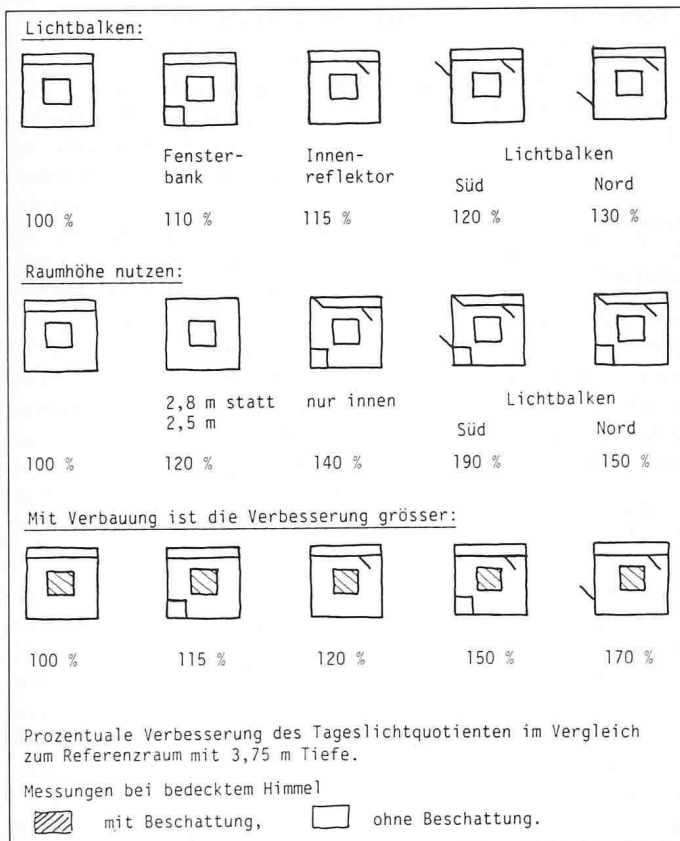 Lichtbalken:
Fenster-
bank
Innen-
reflektor
Lichtbalken
Süd Nord
100 % 110 % 115 % 120 % 130 %
Raumhöhe nutzen:
2,8 m statt
2,5 m
nur innen
Lichtbalken
Süd Nord
100 % 120 % 140 % 190 % 150 %
Mit Verbauung ist die Verbesserung grösser:
100 % 115 % 120 % 150 % 170 %
Prozentuale Verbesserung des Tageslichtquotienten im Vergleich
zum Referenzraum mit 3,75 m Tiefe.
Messungen bei bedecktem Himmel
mit Beschattung, ohne Beschattung.